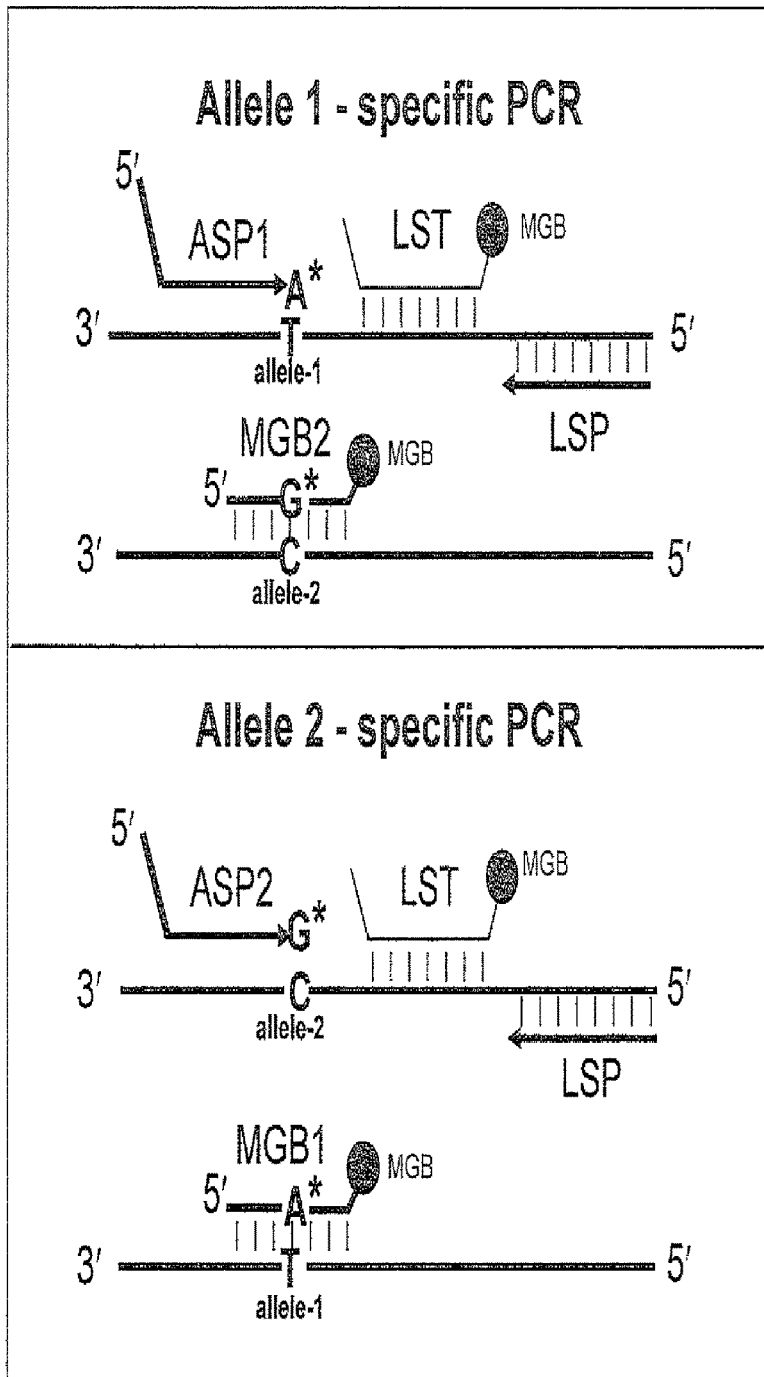 Allele 1 - specific PCR
5′
ASP1
A*
LST
MGB
3′
T
5′
allele-1
LSP
MGB2
MGB
5′
G*
3′
C
5′
allele-2
Allele 2 - specific PCR
5′
ASP2
G*
LST
MGB
3′
C
5′
allele-2
LSP
MGB1
MGB
5′
A*
3′
T
5′
allele-1